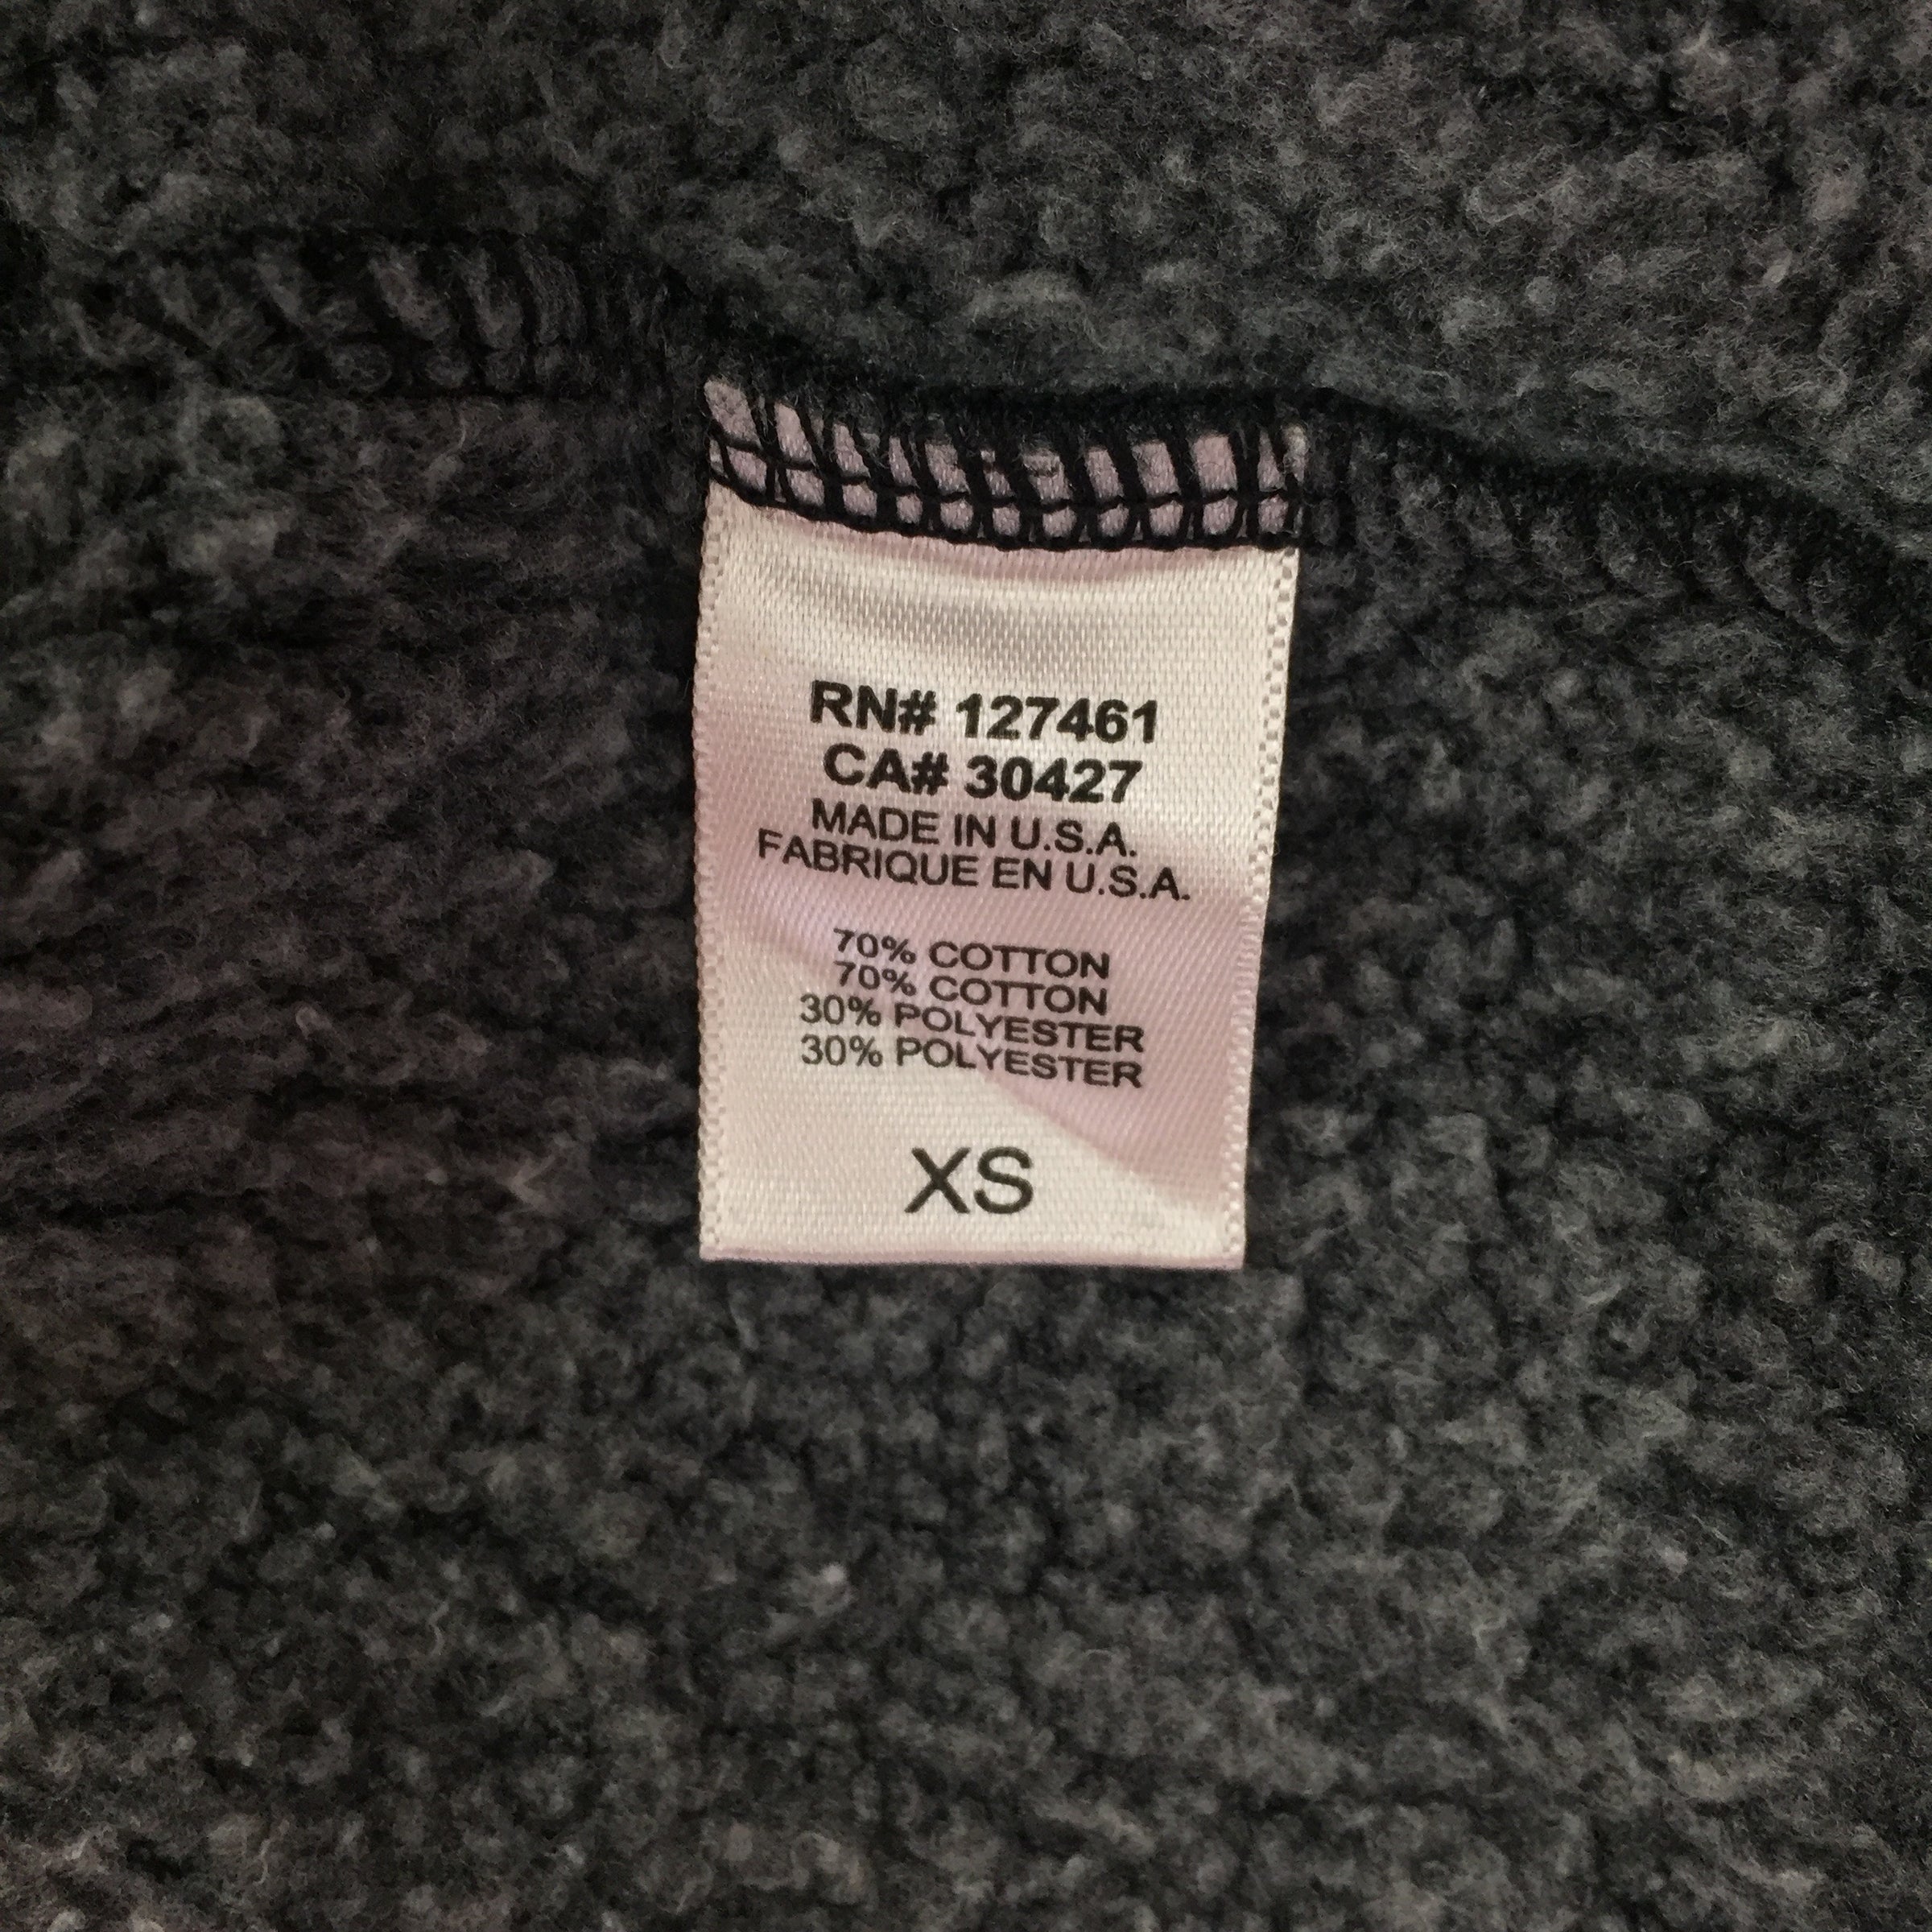 RN# 127461
CA# 30427
MADE IN U.S.A.
FABRIQUE EN U.S.A.
70% COTTON
70% COTTON
30% POLYESTER
30% POLYESTER
XS